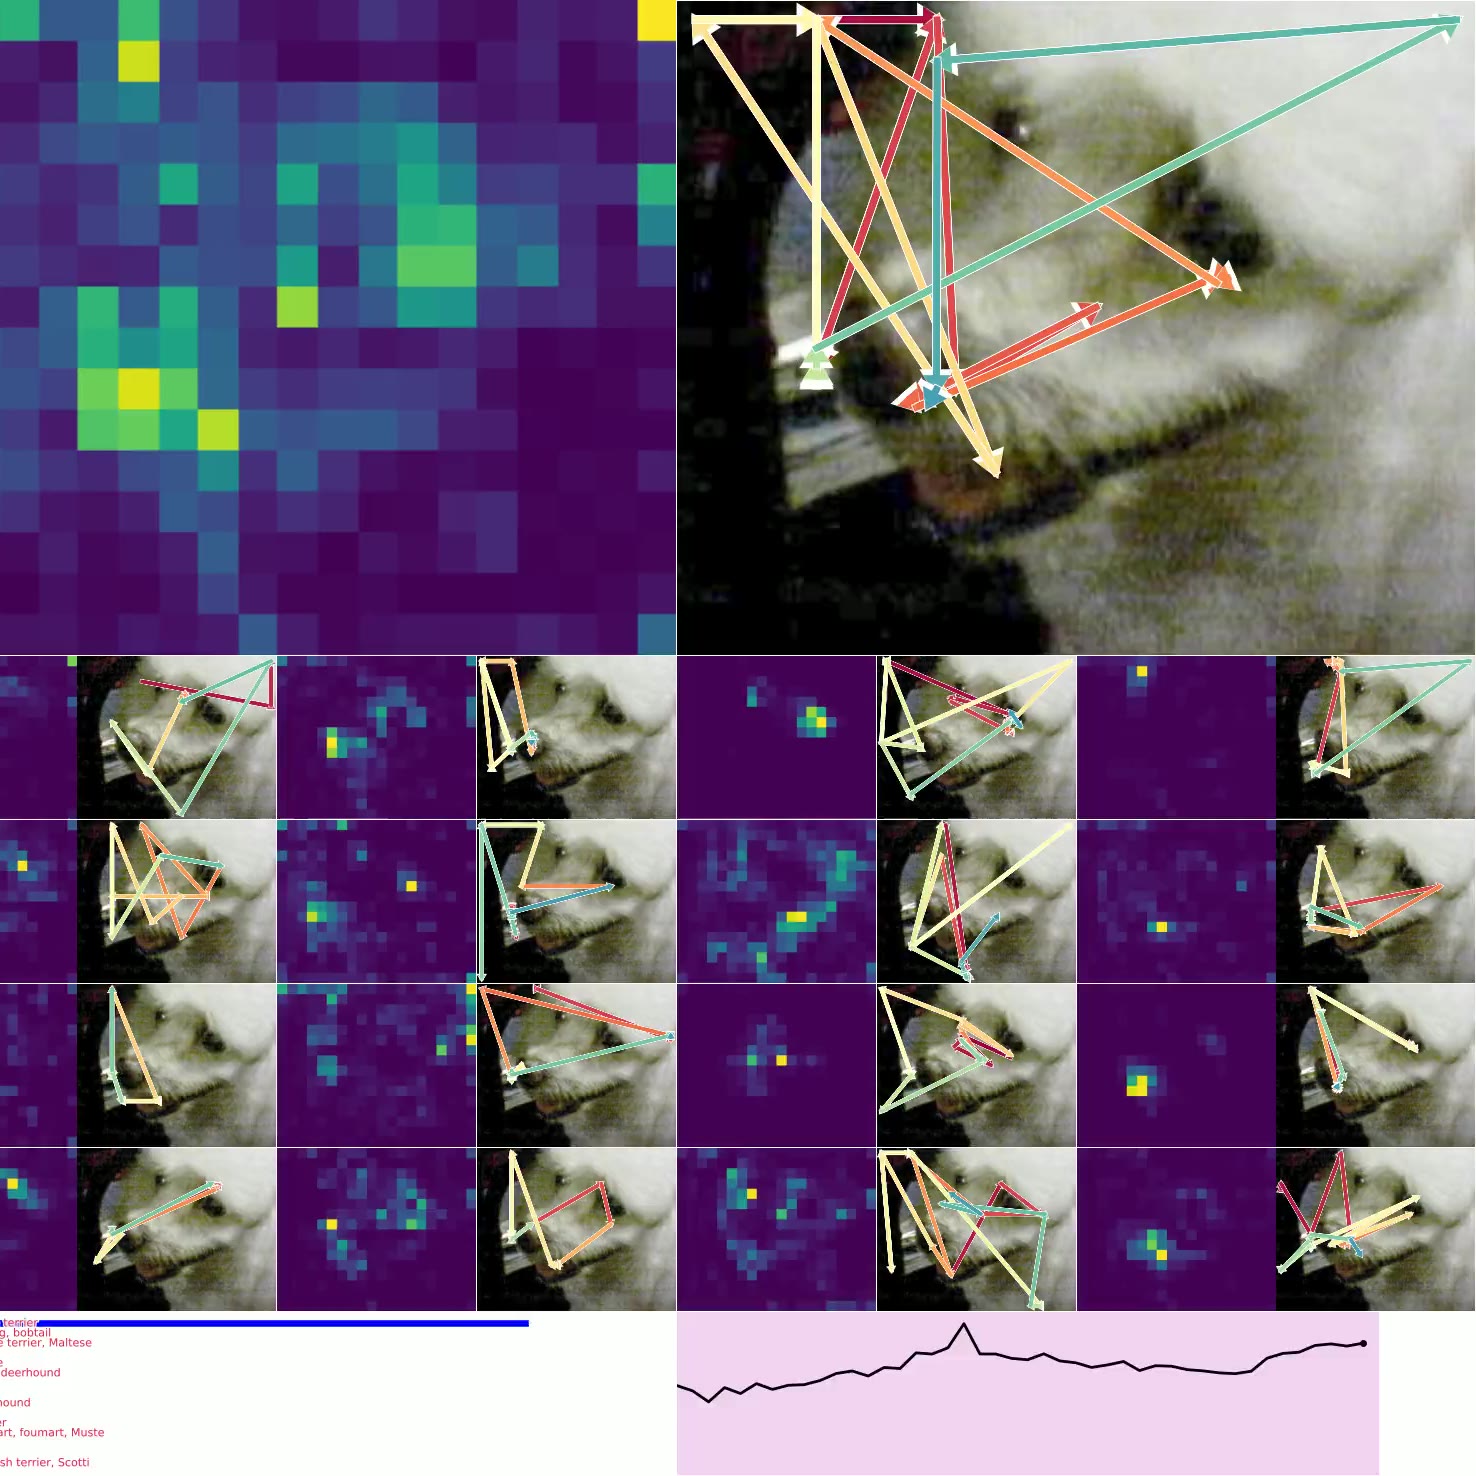 terrier
g, bobtail
e terrier, Maltese
e
deerhound
hound
er
art, foumart, Muste
sh terrier, Scotti